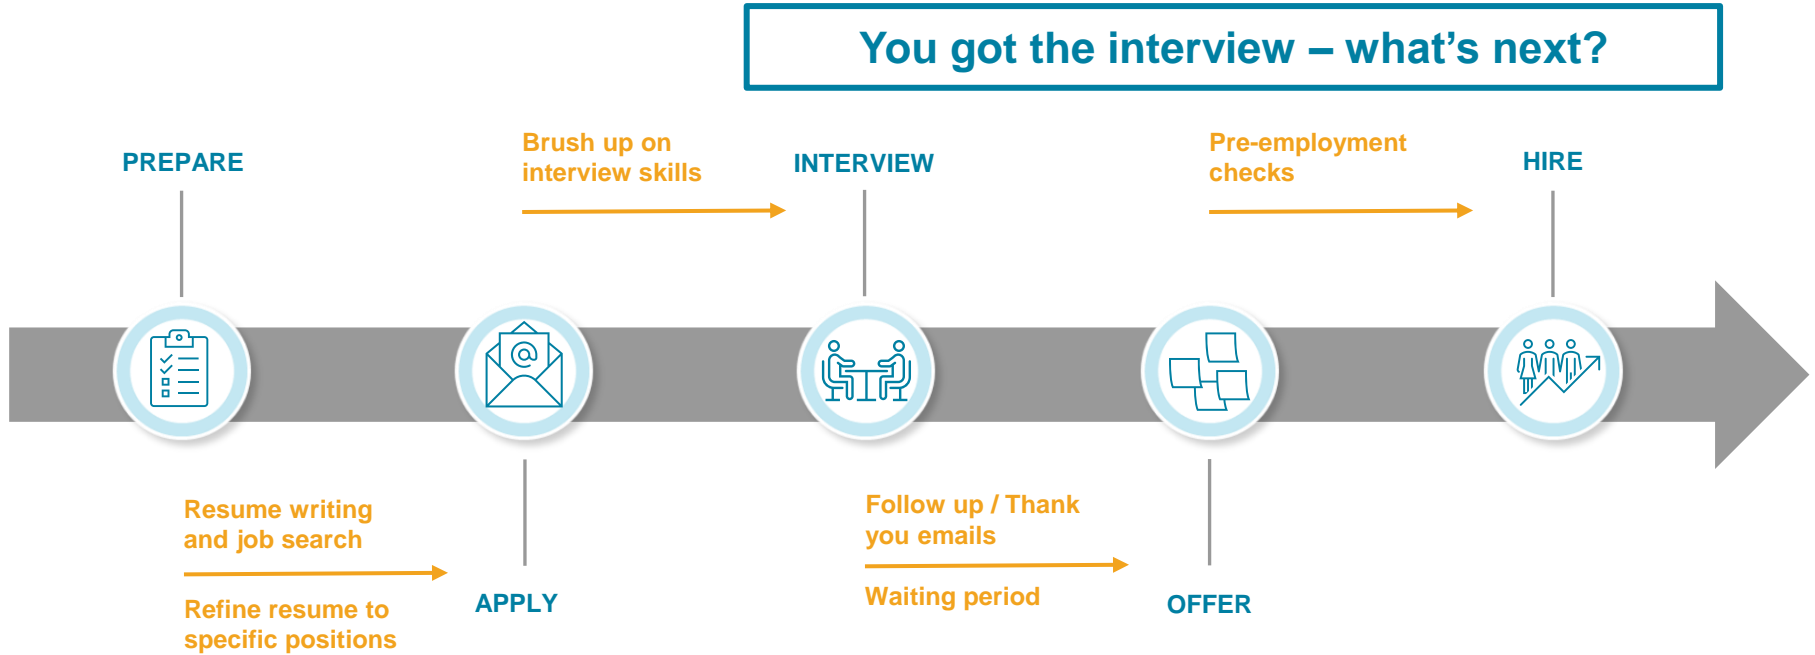 You got the interview – what's next?
PREPARE
Resume writing
and job search
Refine resume to
specific positions
APPLY
Brush up on
interview skills
INTERVIEW
Follow up / Thank
you emails
Waiting period
OFFER
Pre-employment
checks
HIRE
@